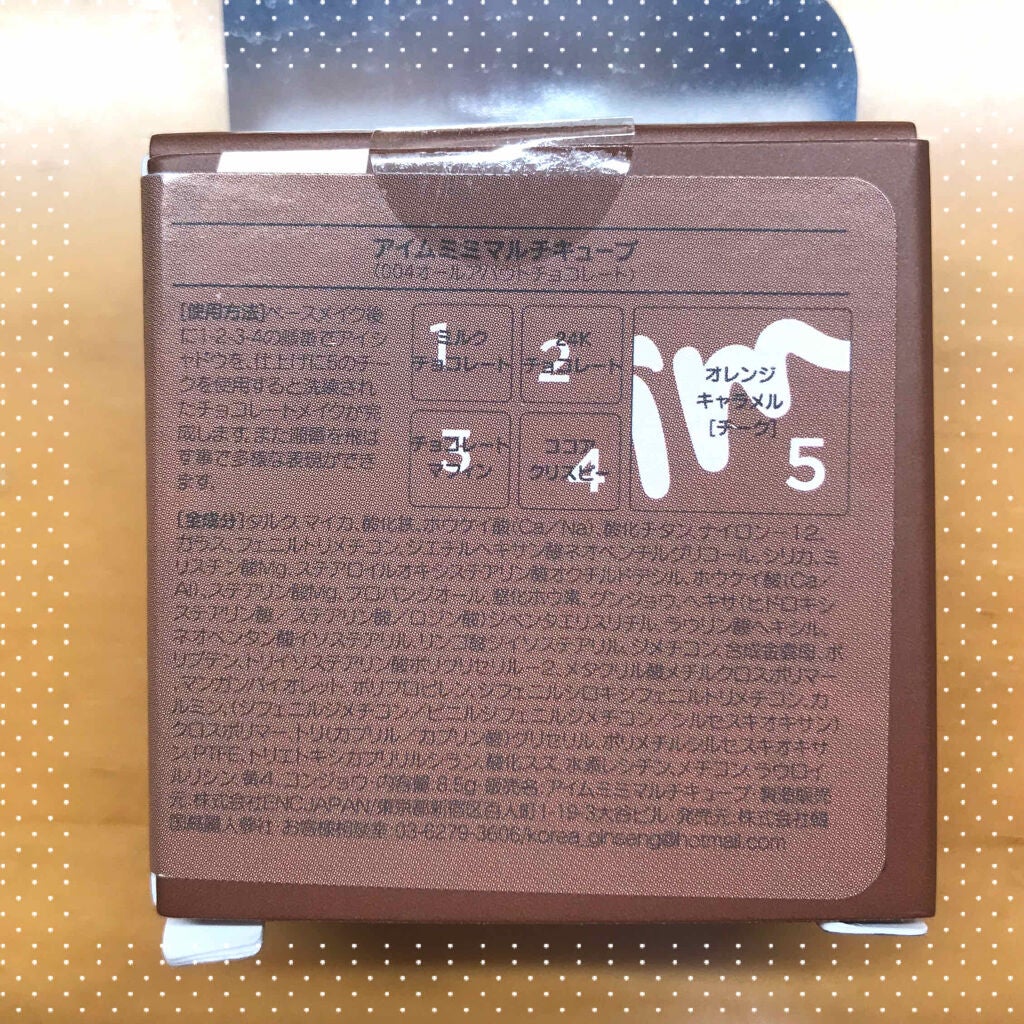 アイムミミマルチキューブ
(004オールアバウトチョコレート)
[使用方法]ベースメイク後
に1-2-3-4の順番でアイシ
ャドウを、仕上げに5のチー
クを使用すると洗練され
たチョコレートメイクが完
成します。また順番を飛ば
す事で多様な表現ができ
ます。
1
ミルク
チョコレート
2
24K
チョコレート
3
チョコレート
マフィン
4
ココア
クリスピー
im
オレンジ
キャラメル
[チーク]
5
[全成分]タルク、マイカ、酸化鉄、ホウケイ酸(Ca/Na)、酸化チタン、ナイロンー12、
ガラス、フェニルトリメチコン、ジエチルヘキサン酸ネオペンチルグリコール、シリカ、ミ
リスチン酸Mg、ステアロイルオキシステアリン酸オクチルドデシル、ホウケイ酸(Ca/
Al)、ステアリン酸Mg、プロパンジオール、窒化ホウ素、グンジョウ、ヘキサ(ヒドロキシ
ステアリン酸/ステアリン酸/ロジン酸)ジペンタエリスリチル、ラウリン酸ヘキシル、
ネオペンタン酸イソステアリル、リンゴ酸ジイソステアリル、ジメチコン、合成金雲母、ポ
リブテン、トリイソステアリン酸ポリグリセリルー2、メタクリル酸メチルクロスポリマー
、マンガンバイオレット、ポリプロピレン、ジフェニルシロキシフェニルトリメチコン、カ
ルミン、(ジフェニルジメチコン/ビニルジフェニルジメチコン/シルセスキオキサン)
クロスポリマー、トリ(カプリル/カプリン酸)グリセリル、ポリメチルシルセスキオキサ
ン、PTFE、トリエトキシカプリリルシラン、酸化スズ、水添レシチン、メチコン、ラウロイ
ルリシン、黄4、コンジョウ 内容量 8.5g 販売名 アイムミミマルチキューブ 製造販売
元、株式会社ENCJAPAN/東京都新宿区百人町1-19-3大谷ビル 発売元、株式会社韓
国高麗人蔘社 お客様相談室 03-6279-3606/korea_ginseng@hotmail.com